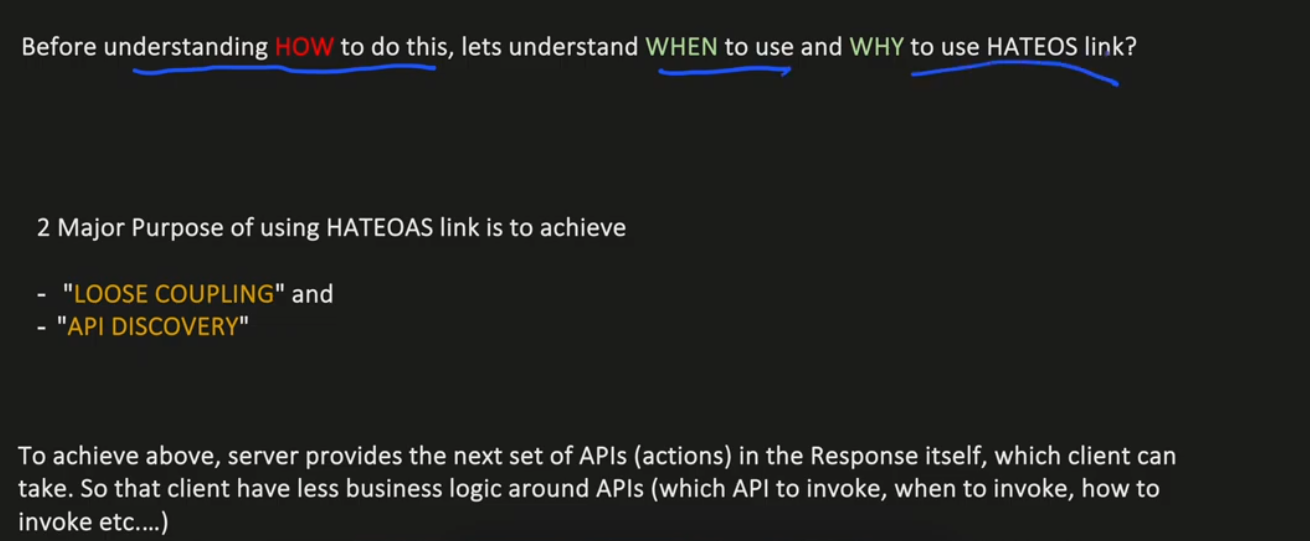 Before understanding HOW to do this, lets understand WHEN to use and WHY to use HATEOS link?
2 Major Purpose of using HATEOAS link is to achieve
- "LOOSE COUPLING" and
- "API DISCOVERY"
To achieve above, server provides the next set of APIs (actions) in the Response itself, which client can
take. So that client have less business logic around APIs (which API to invoke, when to invoke, how to
invoke etc....)